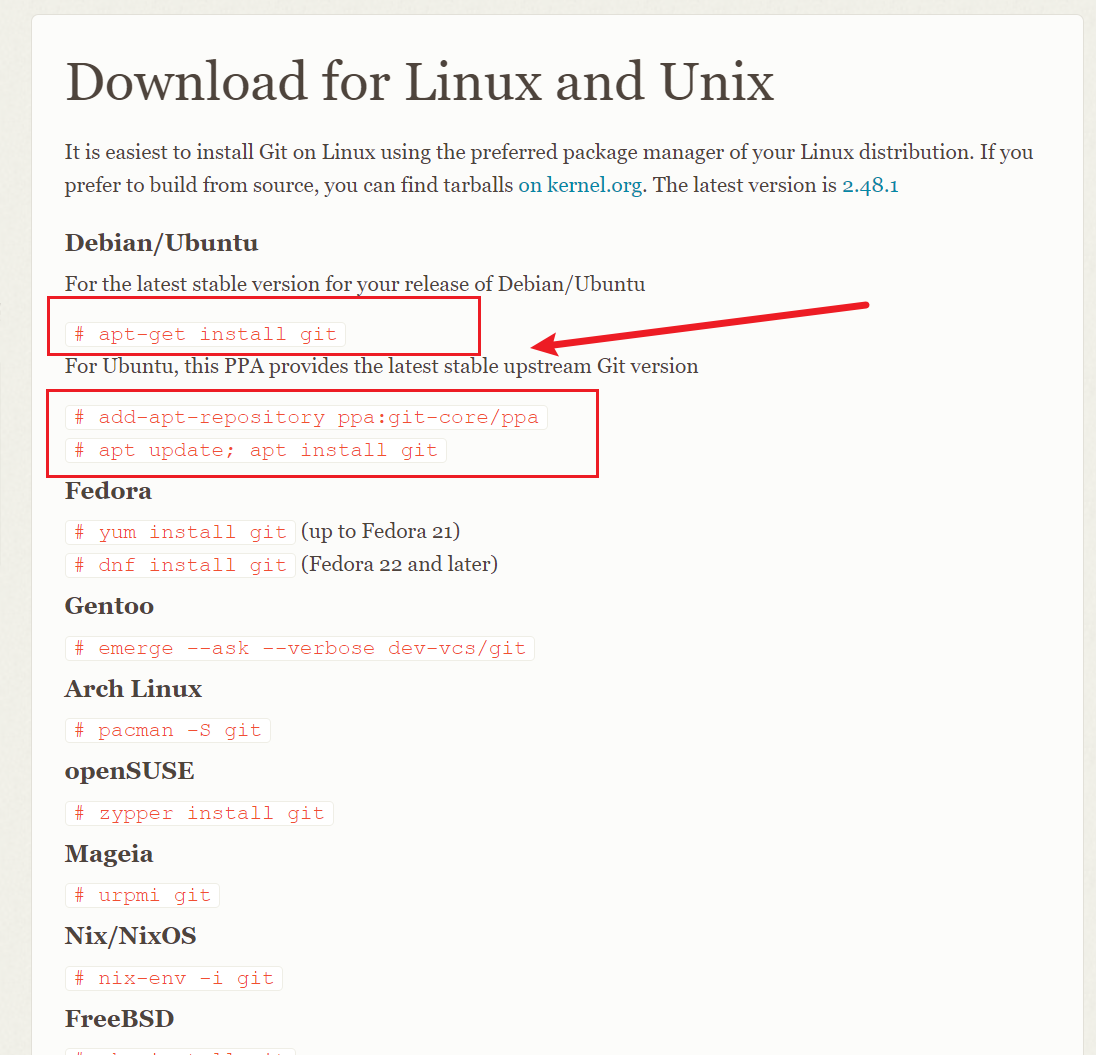 Download for Linux and Unix
It is easiest to install Git on Linux using the preferred package manager of your Linux distribution. If you
prefer to build from source, you can find tarballs on kernel.org. The latest version is 2.48.1
Debian/Ubuntu
For the latest stable version for your release of Debian/Ubuntu
# apt-get install git
For Ubuntu, this PPA provides the latest stable upstream Git version
# add-apt-repository ppa:git-core/ppa
# apt update; apt install git
Fedora
# yum install git (up to Fedora 21)
# dnf install git (Fedora 22 and later)
Gentoo
# emerge --ask --verbose dev-vcs/git
Arch Linux
# pacman -S git
openSUSE
# zypper install git
Mageia
# urpmi git
Nix/NixOS
# nix-env -i git
FreeBSD